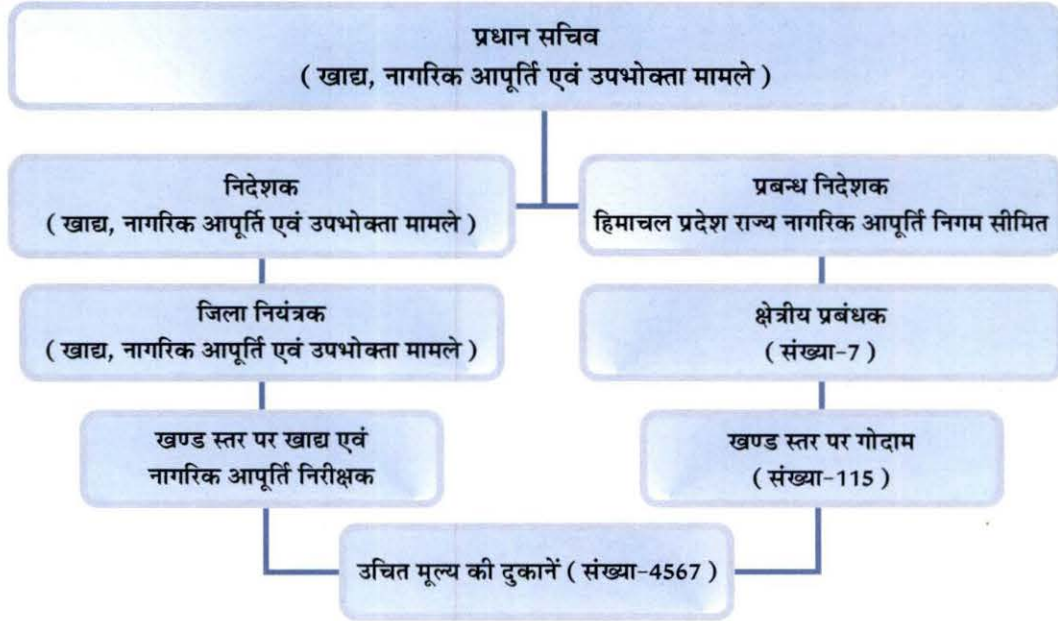 प्रधान सचिव
( खाद्य, नागरिक आपूर्ति एवं उपभोक्ता मामले )
निदेशक
( खाद्य, नागरिक आपूर्ति एवं उपभोक्ता मामले )
प्रबन्ध निदेशक
हिमाचल प्रदेश राज्य नागरिक आपूर्ति निगम सीमित
जिला नियंत्रक
( खाद्य, नागरिक आपूर्ति एवं उपभोक्ता मामले )
क्षेत्रीय प्रबंधक
( संख्या-7 )
खण्ड स्तर पर खाद्य एवं
नागरिक आपूर्ति निरीक्षक
खण्ड स्तर पर गोदाम
( संख्या-115 )
उचित मूल्य की दुकानें ( संख्या-4567 )